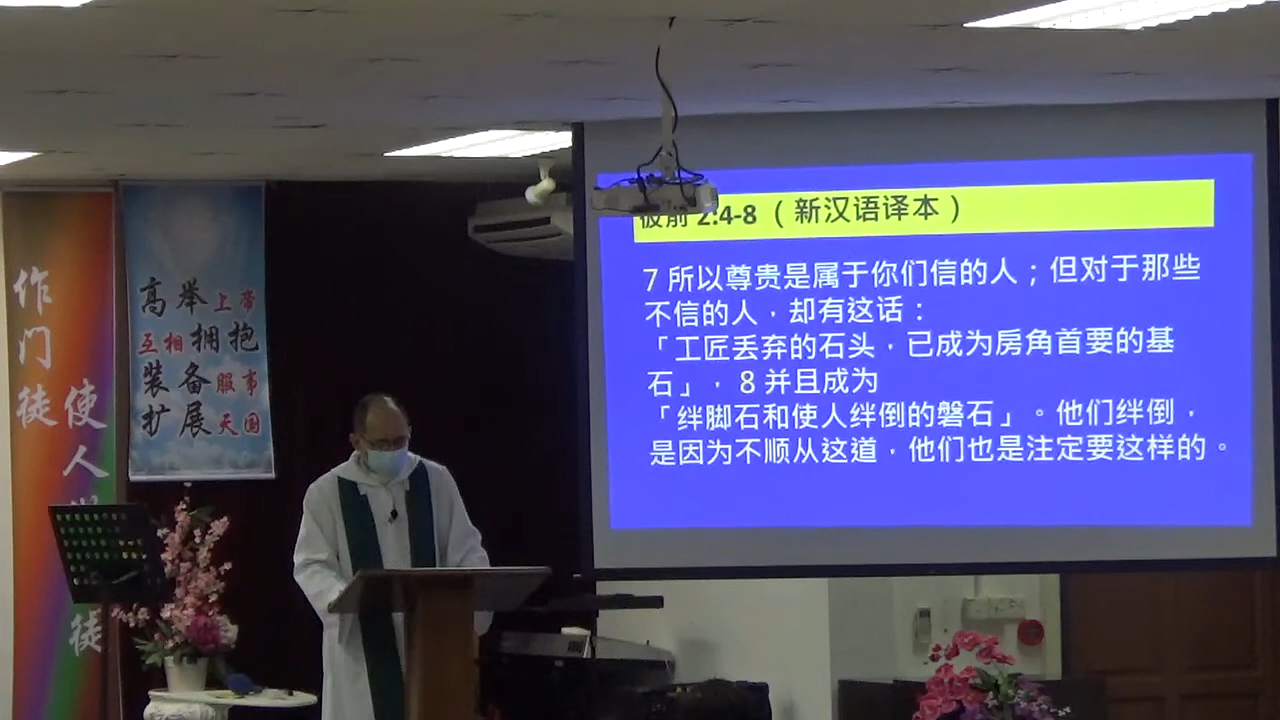 作门徒
使人
徒
高举上帝
互相拥抱
装备服事
扩展天国
彼前 2:4-8（新汉语译本）
7 所以尊贵是属于你们信的人；但对于那些
不信的人，却有这话：
「工匠丢弃的石头，已成为房角首要的基
石」，8 并且成为
「绊脚石和使人绊倒的磐石」。他们绊倒，
是因为不顺从这道，他们也是注定要这样的。